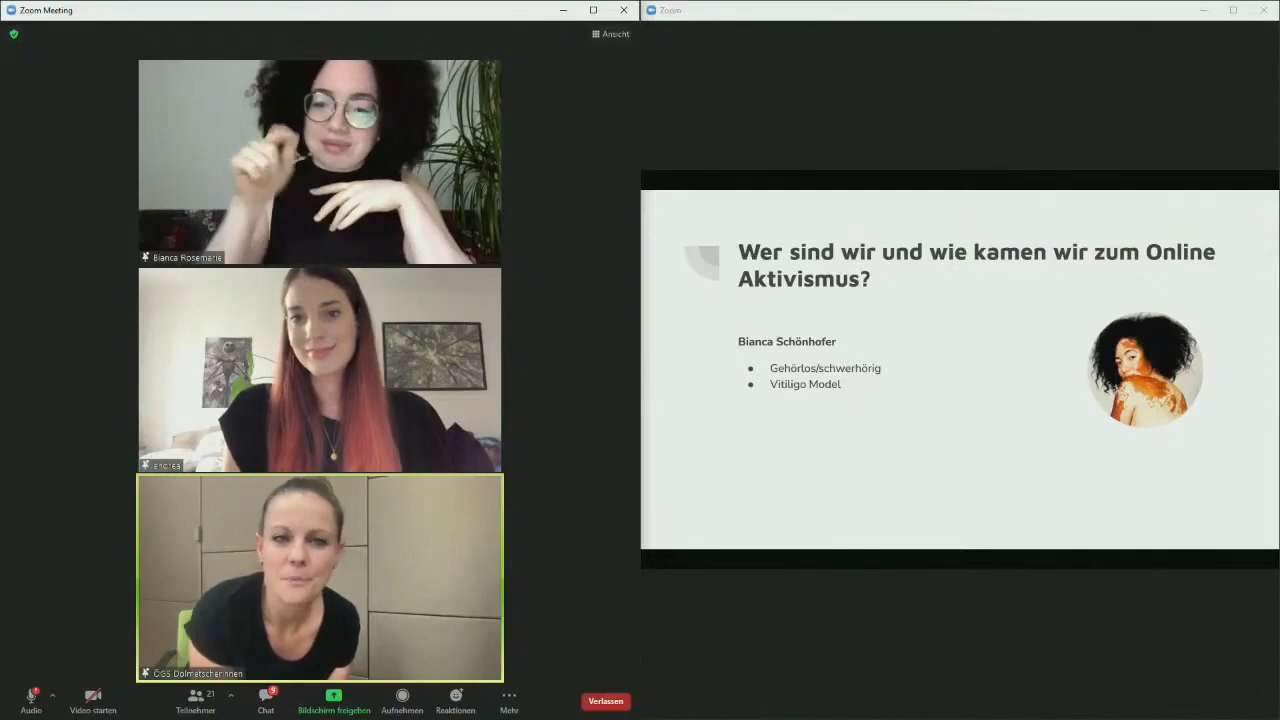 Zoom Meeting
Ansicht
Bianca Rosemarie
andrea
ÖGS Dolmetscherinnen
Audio
Video starten
21
Teilnehmer
9
Chat
Bildschirm freigeben
Aufnehmen
Reaktionen
Mehr
Verlassen
Zoom
Wer sind wir und wie kamen wir zum Online
Aktivismus?
Bianca Schönhofer
● Gehörlos/schwerhörig
● Vitiligo Model